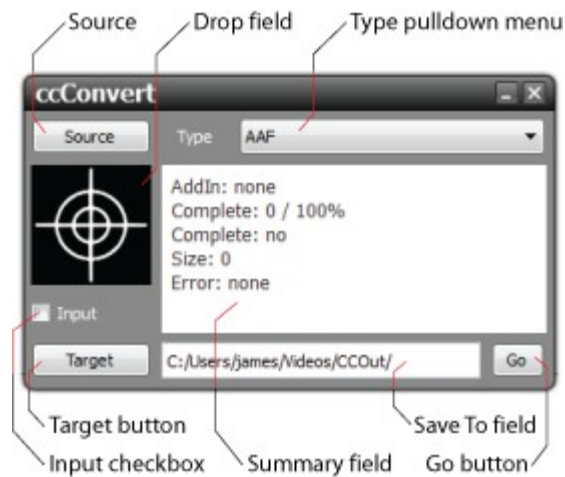 Source Drop field Type pulldown menu
ccConvert
Source Type AAF
AddIn: none
Complete: 0 / 100%
Complete: no
Size: 0
Error: none
Input
Target C:/Users/james/Videos/CCOut/ Go
Target button Save To field
Input checkbox Summary field Go button